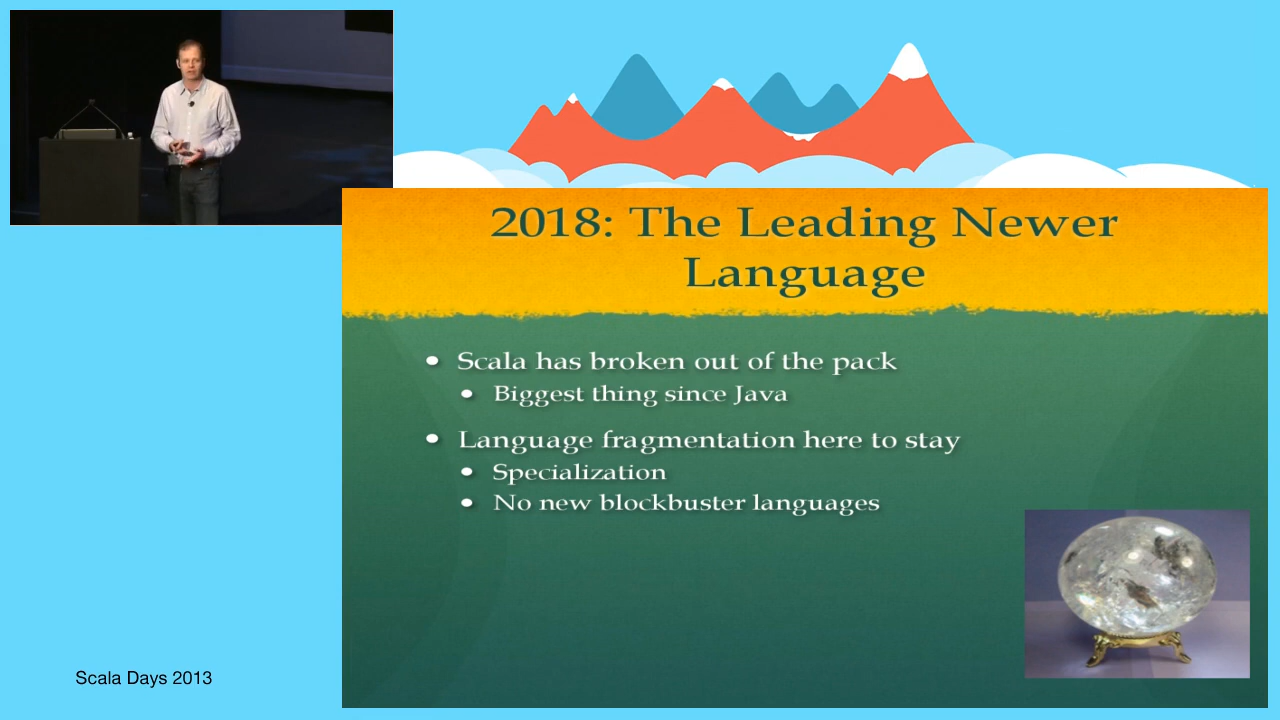 2018: The Leading Newer
Language
• Scala has broken out of the pack
• Biggest thing since Java
• Language fragmentation here to stay
• Specialization
• No new blockbuster languages
Scala Days 2013